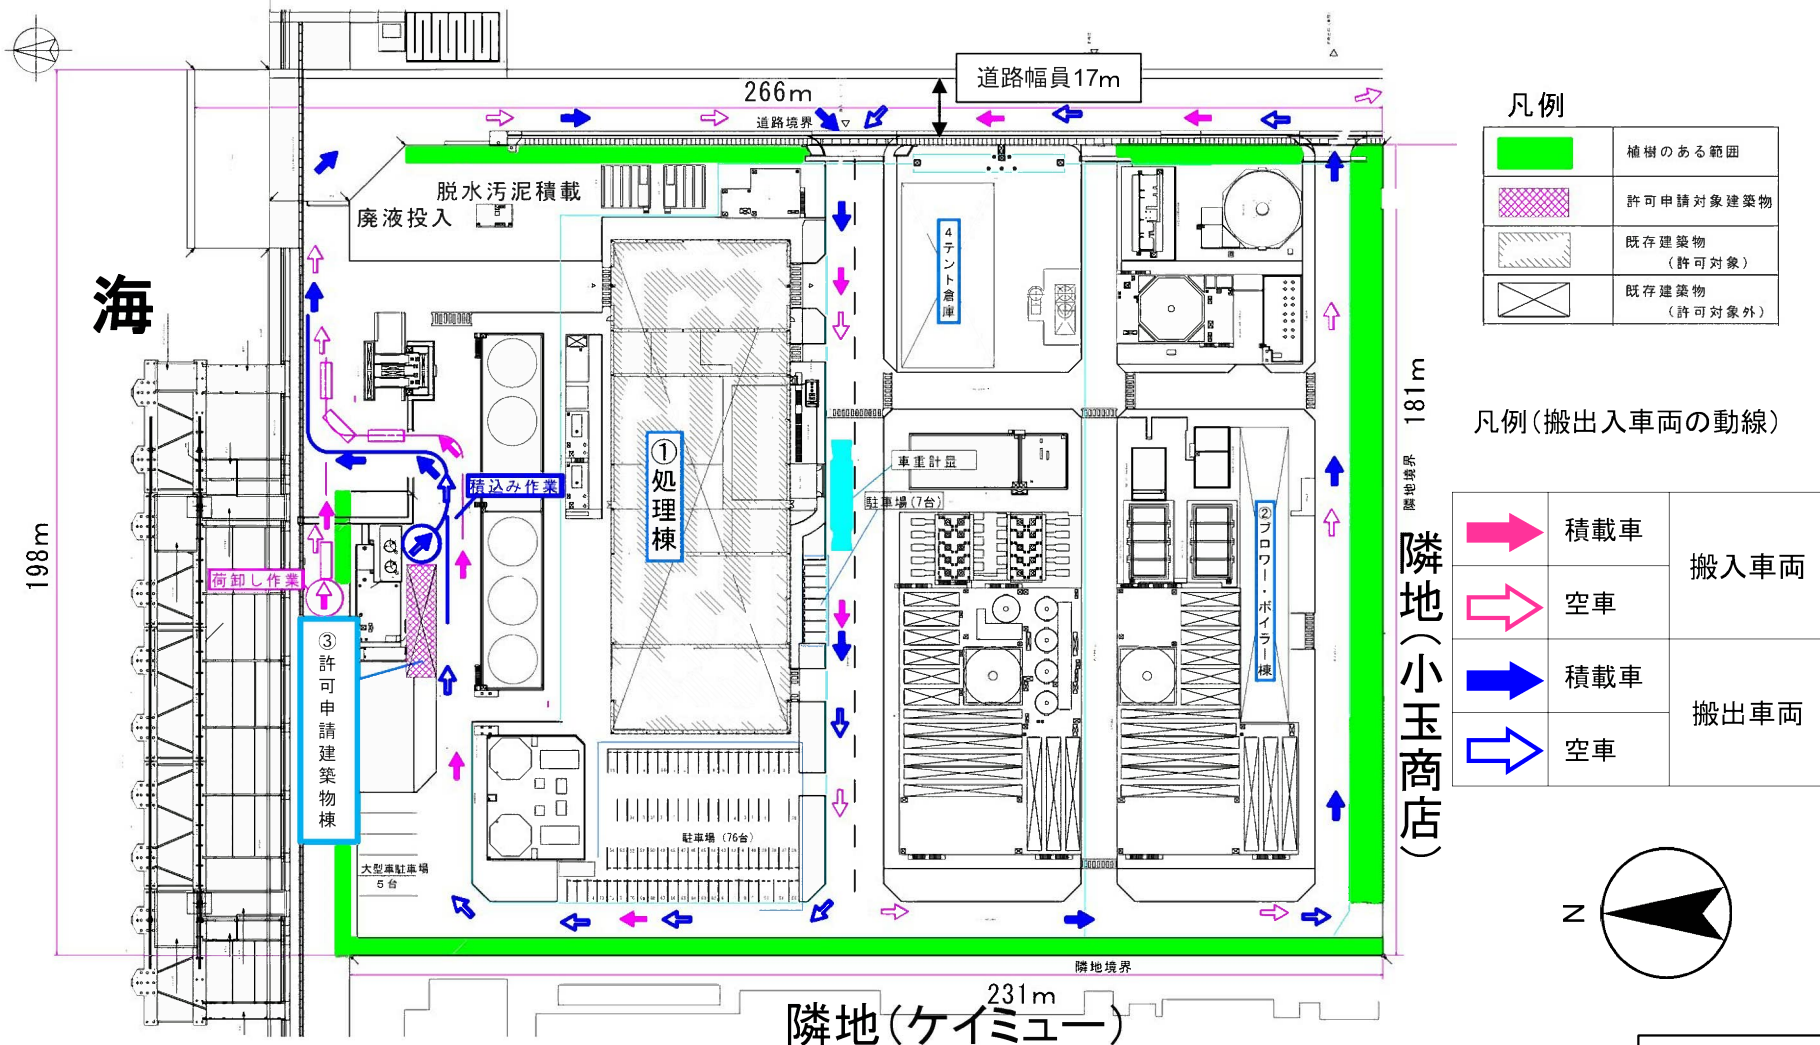 266m
道路幅員17m
道路境界
脱水汚泥積載
廃液投入
海
4テント倉庫
①処理棟
積込み作業
荷卸し作業
③許可申請建築物棟
車重計量
駐車場(7台)
②ブロワー・ボイラー棟
駐車場(76台)
大型車駐車場
5台
198m
181m
隣地境界
隣地(小玉商店)
隣地境界
231m
隣地(ケイミュー)
凡例
植樹のある範囲
許可申請対象建築物
既存建築物
(許可対象)
既存建築物
(許可対象外)
凡例(搬出入車両の動線)
積載車
搬入車両
空車
積載車
搬出車両
空車
N